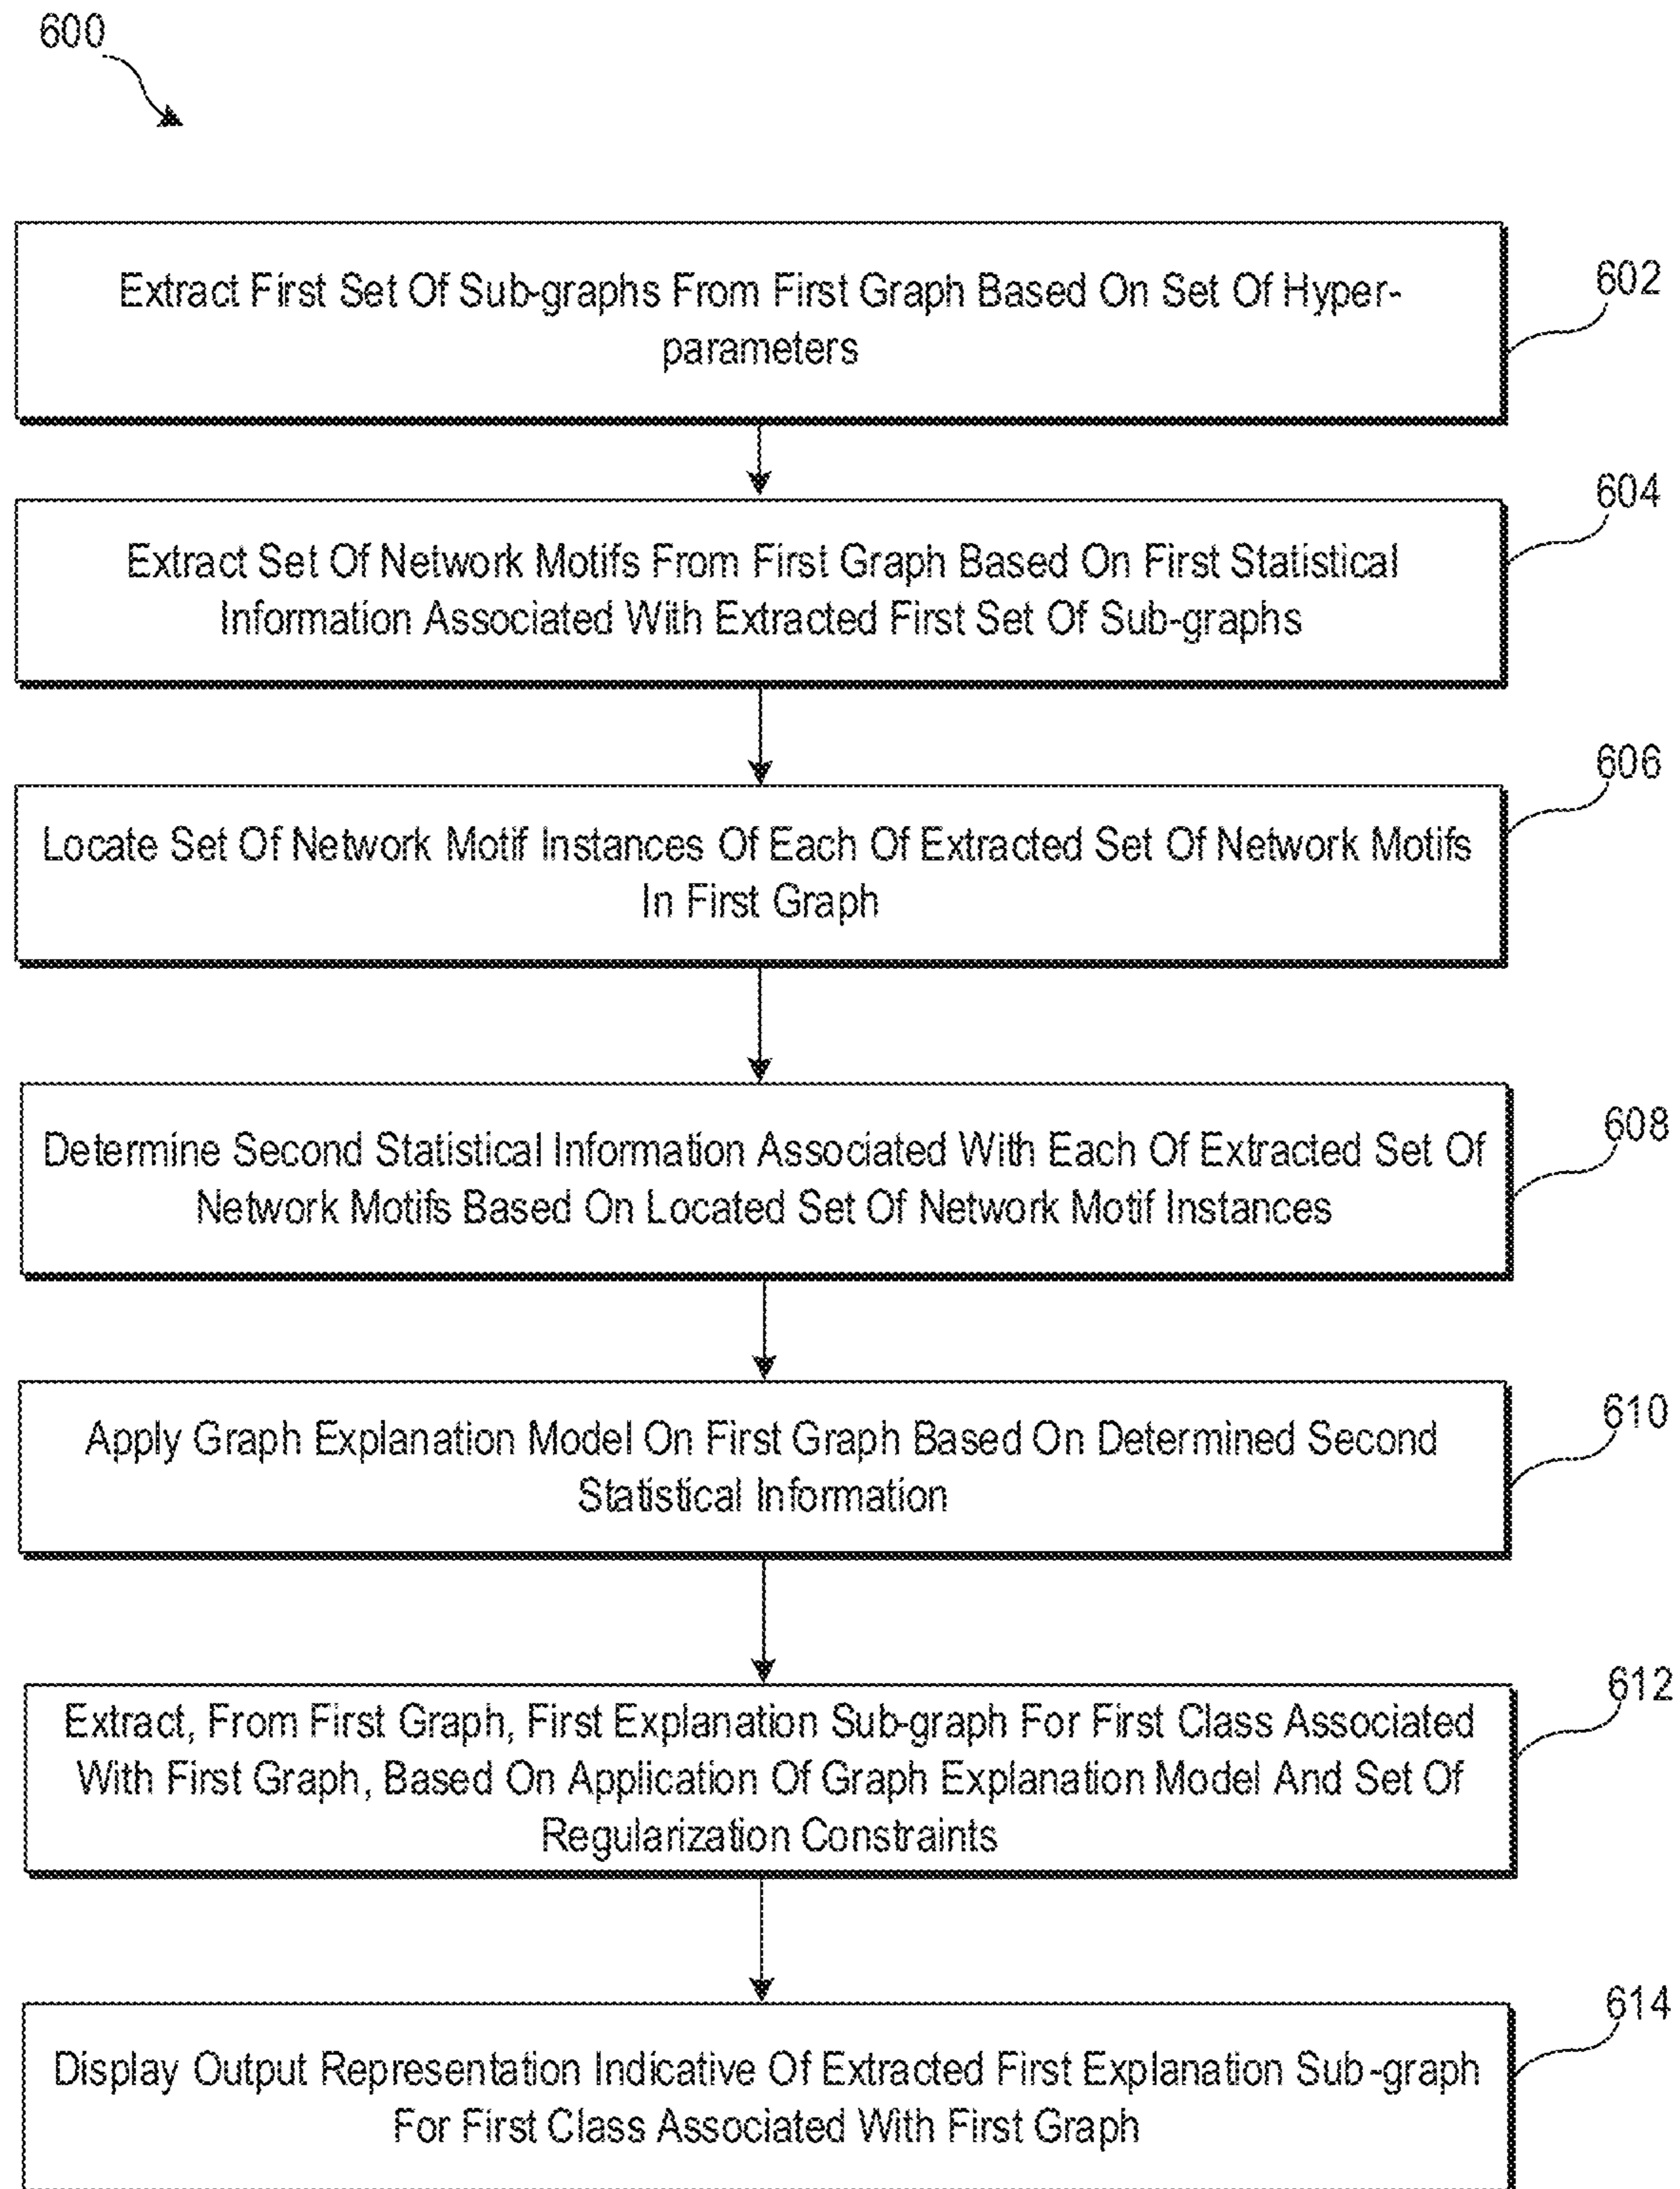 600
Extract First Set Of Sub-graphs From First Graph Based On Set Of Hyper-
parameters
602
Extract Set Of Network Motifs From First Graph Based On First Statistical
Information Associated With Extracted First Set Of Sub-graphs
604
Locate Set Of Network Motif Instances Of Each Of Extracted Set Of Network Motifs
In First Graph
606
Determine Second Statistical Information Associated With Each Of Extracted Set Of
Network Motifs Based On Located Set Of Network Motif Instances
608
Apply Graph Explanation Model On First Graph Based On Determined Second
Statistical Information
610
Extract, From First Graph, First Explanation Sub-graph For First Class Associated
With First Graph, Based On Application Of Graph Explanation Model And Set Of
Regularization Constraints
612
Display Output Representation Indicative Of Extracted First Explanation Sub-graph
For First Class Associated With First Graph
614